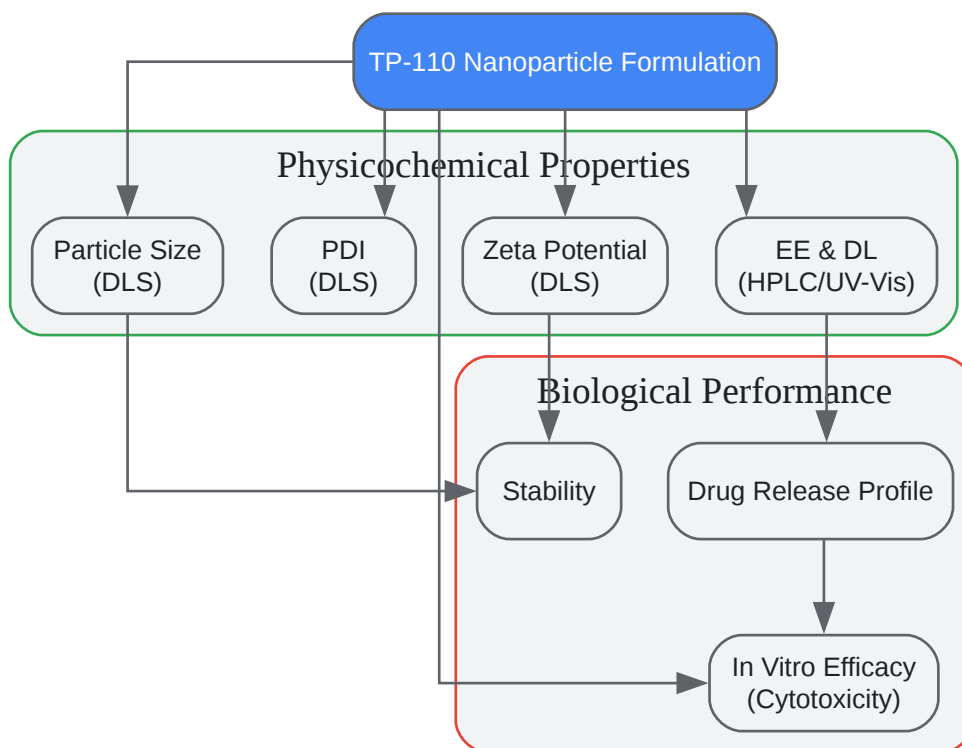 TP-110 Nanoparticle Formulation
Physicochemical Properties
Particle Size
(DLS)
PDI
(DLS)
Zeta Potential
(DLS)
EE & DL
(HPLC/UV-Vis)
Biological Performance
Stability
Drug Release Profile
In Vitro Efficacy
(Cytotoxicity)